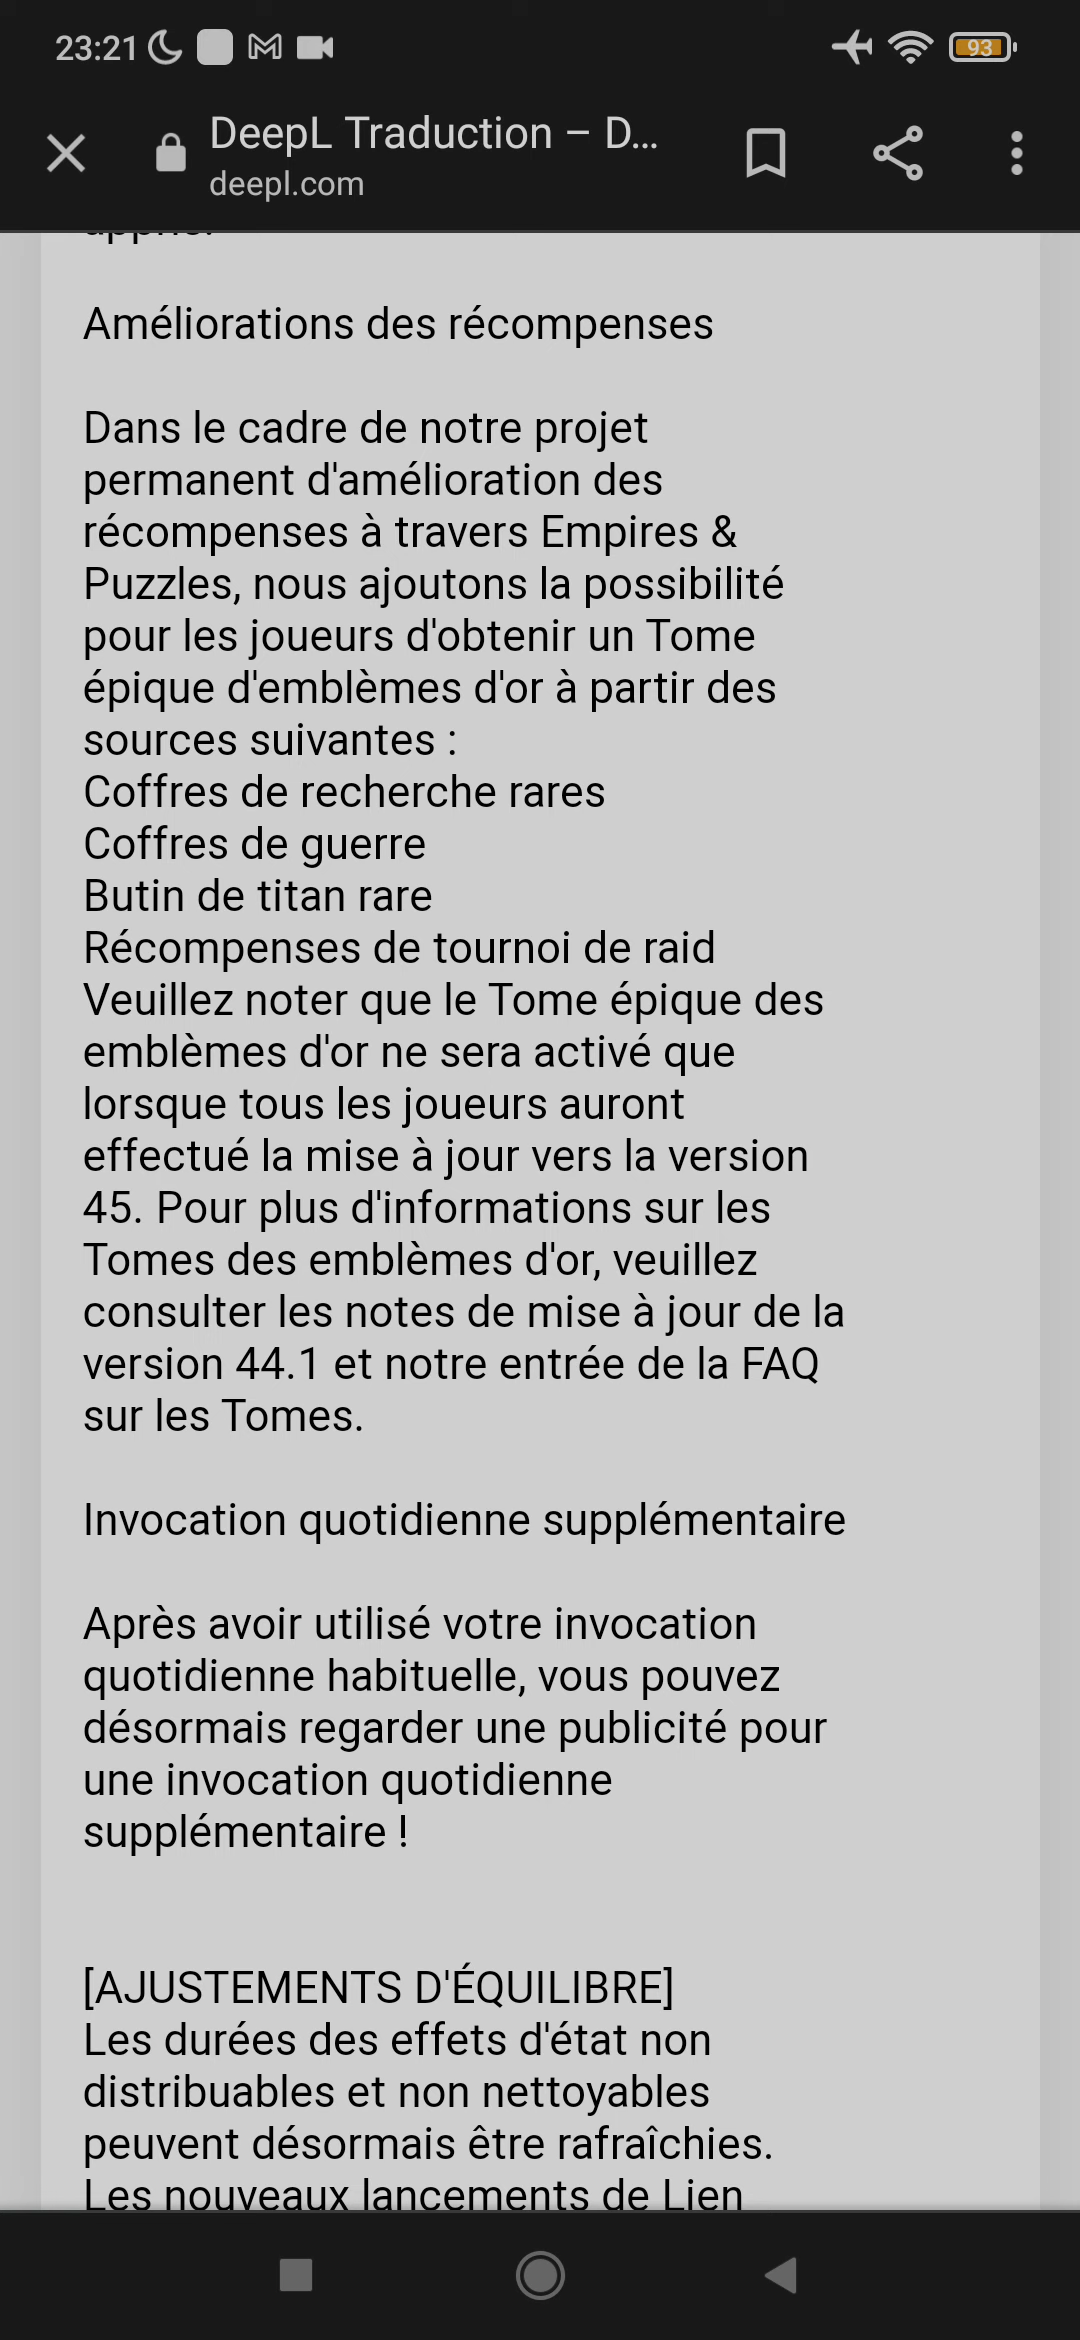 23:21
93
DeepL Traduction – D...
deepl.com
Améliorations des récompenses
Dans le cadre de notre projet
permanent d'amélioration des
récompenses à travers Empires &
Puzzles, nous ajoutons la possibilité
pour les joueurs d'obtenir un Tome
épique d'emblèmes d'or à partir des
sources suivantes :
Coffres de recherche rares
Coffres de guerre
Butin de titan rare
Récompenses de tournoi de raid
Veuillez noter que le Tome épique des
emblèmes d'or ne sera activé que
lorsque tous les joueurs auront
effectué la mise à jour vers la version
45. Pour plus d'informations sur les
Tomes des emblèmes d'or, veuillez
consulter les notes de mise à jour de la
version 44.1 et notre entrée de la FAQ
sur les Tomes.
Invocation quotidienne supplémentaire
Après avoir utilisé votre invocation
quotidienne habituelle, vous pouvez
désormais regarder une publicité pour
une invocation quotidienne
supplémentaire !
[AJUSTEMENTS D'ÉQUILIBRE]
Les durées des effets d'état non
distribuables et non nettoyables
peuvent désormais être rafraîchies.
Les nouveaux lancements de Lien